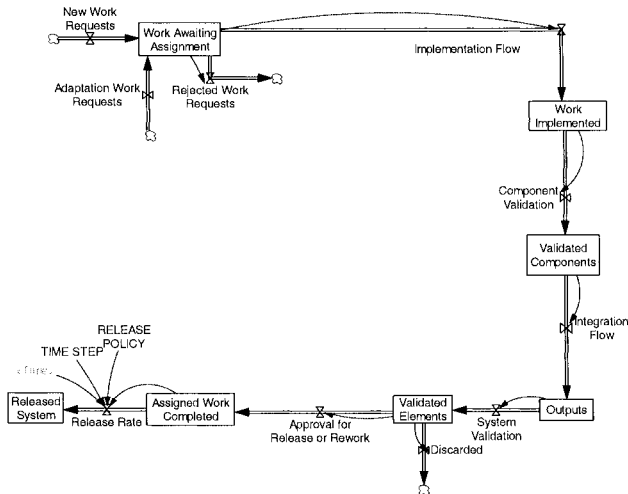 New Work
Requests
Work Awaiting
Assignment
Implementation Flow
Adaptation Work
Requests
Rejected Work
Requests
Work
Implemented
Component
Validation
Validated
Components
Integration
Flow
RELEASE
POLICY
TIME STEP
Released
System
Release Rate
Assigned Work
Completed
Approval for
Release or Rework
Validated
Elements
System
Validation
Outputs
Discarded